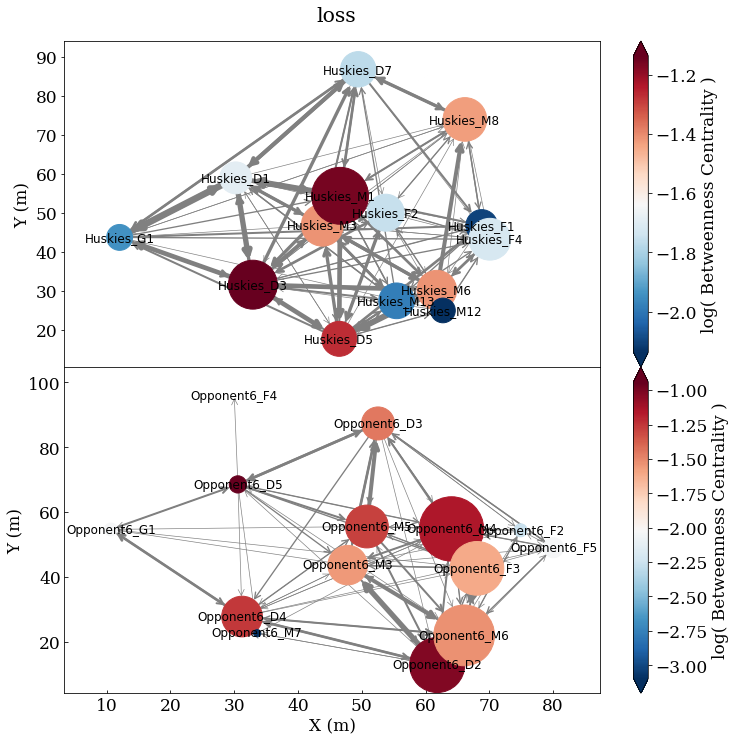 loss
90
80
70
60
50
40
30
20
Y (m)
Huskies_D7
Huskies_M8
Huskies_D1
Huskies_M1
Huskies_F2
Huskies_M3
Huskies_F1
Huskies_F4
Huskies_G1
Huskies_D3
Huskies_M6
Huskies_M13
Huskies_M12
Huskies_D5
−1.2
−1.4
−1.6
−1.8
−2.0
log( Betweenness Centrality )
100
80
60
40
20
Y (m)
Opponent6_F4
Opponent6_D3
Opponent6_D5
Opponent6_G1
Opponent6_M5
Opponent6_M4
Opponent6_F2
Opponent6_F5
Opponent6_M3
Opponent6_F3
Opponent6_D4
Opponent6_M7
Opponent6_M6
Opponent6_D2
10
20
30
40
50
60
70
80
X (m)
−1.00
−1.25
−1.50
−1.75
−2.00
−2.25
−2.50
−2.75
−3.00
log( Betweenness Centrality )